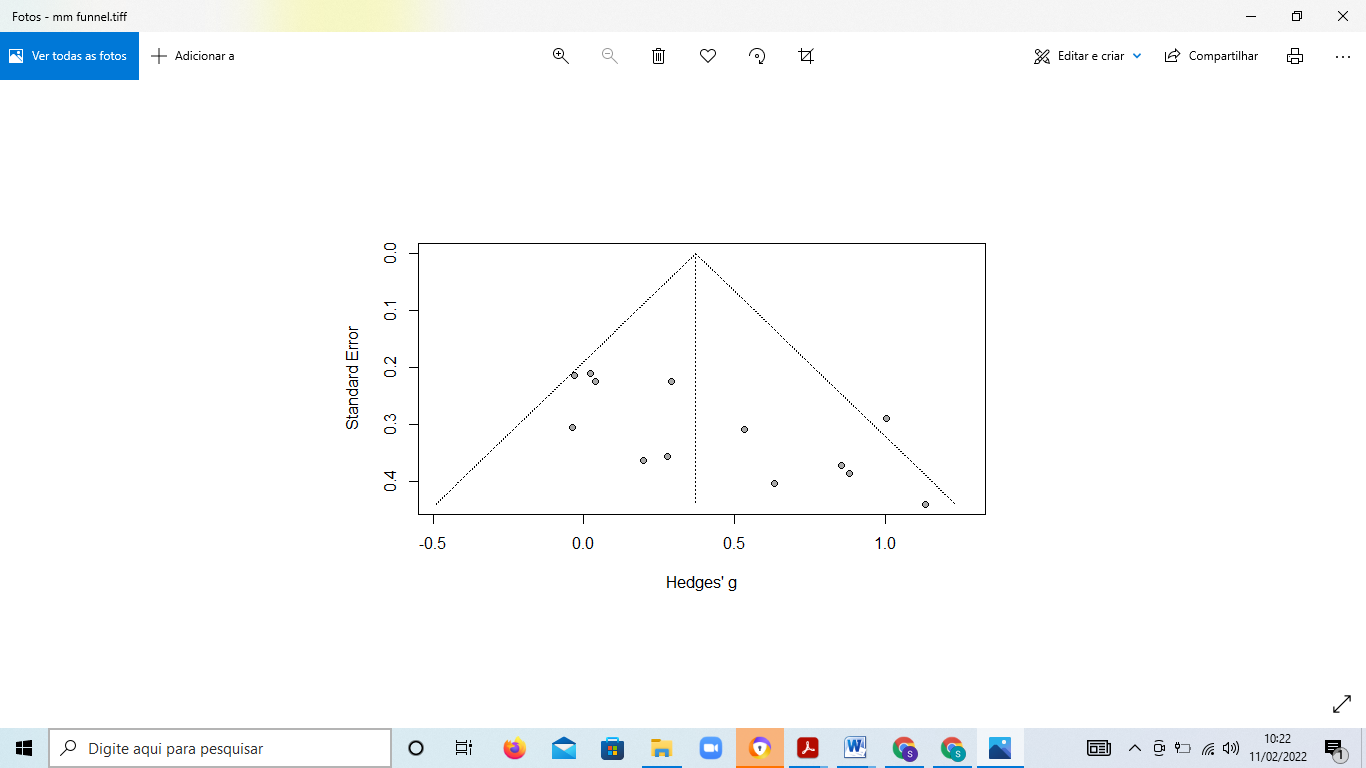 Fotos - mm funnel.tiff
Ver todas as fotos
Adicionar a
Editar e criar
Compartilhar
0.0
0.1
0.2
0.3
0.4
Standard Error
-0.5 0.0 0.5 1.0
Hedges' g
Digite aqui para pesquisar
S
S
10:22
11/02/2022
1